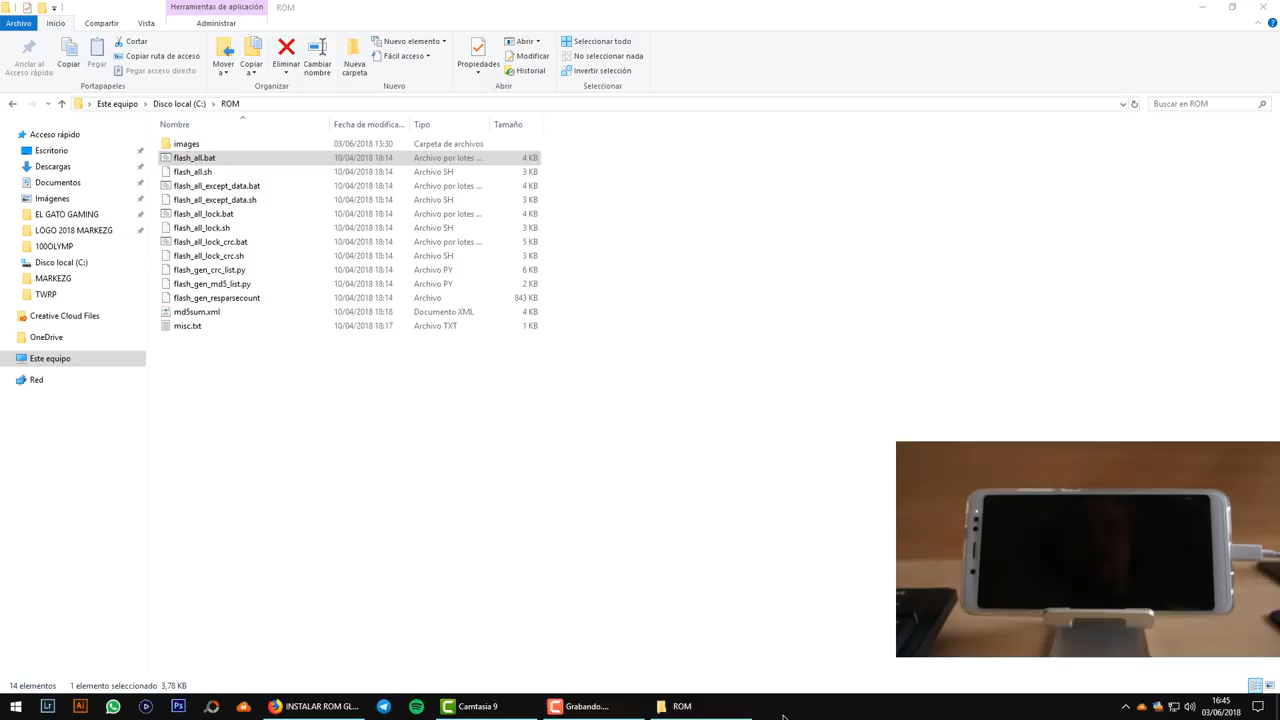 Herramientas de aplicación
ROM
Archivo
Inicio
Compartir
Vista
Administrar
Anclar al
Acceso rápido
Copiar
Pegar
Cortar
Copiar ruta de acceso
Pegar acceso directo
Portapapeles
Mover
a
Copiar
a
Eliminar
Cambiar
nombre
Organizar
Nueva
carpeta
Nuevo elemento
Fácil acceso
Nuevo
Propiedades
Abrir
Modificar
Historial
Abrir
Seleccionar todo
No seleccionar nada
Invertir selección
Seleccionar
Este equipo > Disco local (C:) > ROM
Buscar en ROM
Nombre Fecha de modifica... Tipo Tamaño
Acceso rápido
Escritorio
Descargas
Documentos
Imágenes
EL GATO GAMING
LOGO 2018 MARKEZG
100OLYMP
Disco local (C:)
MARKEZG
TWRP
Creative Cloud Files
OneDrive
Este equipo
Red
images 03/06/2018 13:30 Carpeta de archivos
flash_all.bat 10/04/2018 18:14 Archivo por lotes ... 4 KB
flash_all.sh 10/04/2018 18:14 Archivo SH 3 KB
flash_all_except_data.bat 10/04/2018 18:14 Archivo por lotes ... 4 KB
flash_all_except_data.sh 10/04/2018 18:14 Archivo SH 3 KB
flash_all_lock.bat 10/04/2018 18:14 Archivo por lotes ... 4 KB
flash_all_lock.sh 10/04/2018 18:14 Archivo SH 3 KB
flash_all_lock_crc.bat 10/04/2018 18:14 Archivo por lotes ... 5 KB
flash_all_lock_crc.sh 10/04/2018 18:14 Archivo SH 3 KB
flash_gen_crc_list.py 10/04/2018 18:14 Archivo PY 6 KB
flash_gen_md5_list.py 10/04/2018 18:14 Archivo PY 2 KB
flash_gen_resparsecount 10/04/2018 18:14 Archivo 843 KB
md5sum.xml 10/04/2018 18:18 Documento XML 4 KB
misc.txt 10/04/2018 18:17 Archivo TXT 1 KB
14 elementos 1 elemento seleccionado 3,78 KB
Lr
Ai
Ps
INSTALAR ROM GL...
Camtasia 9
Grabando....
ROM
16:45
03/06/2018